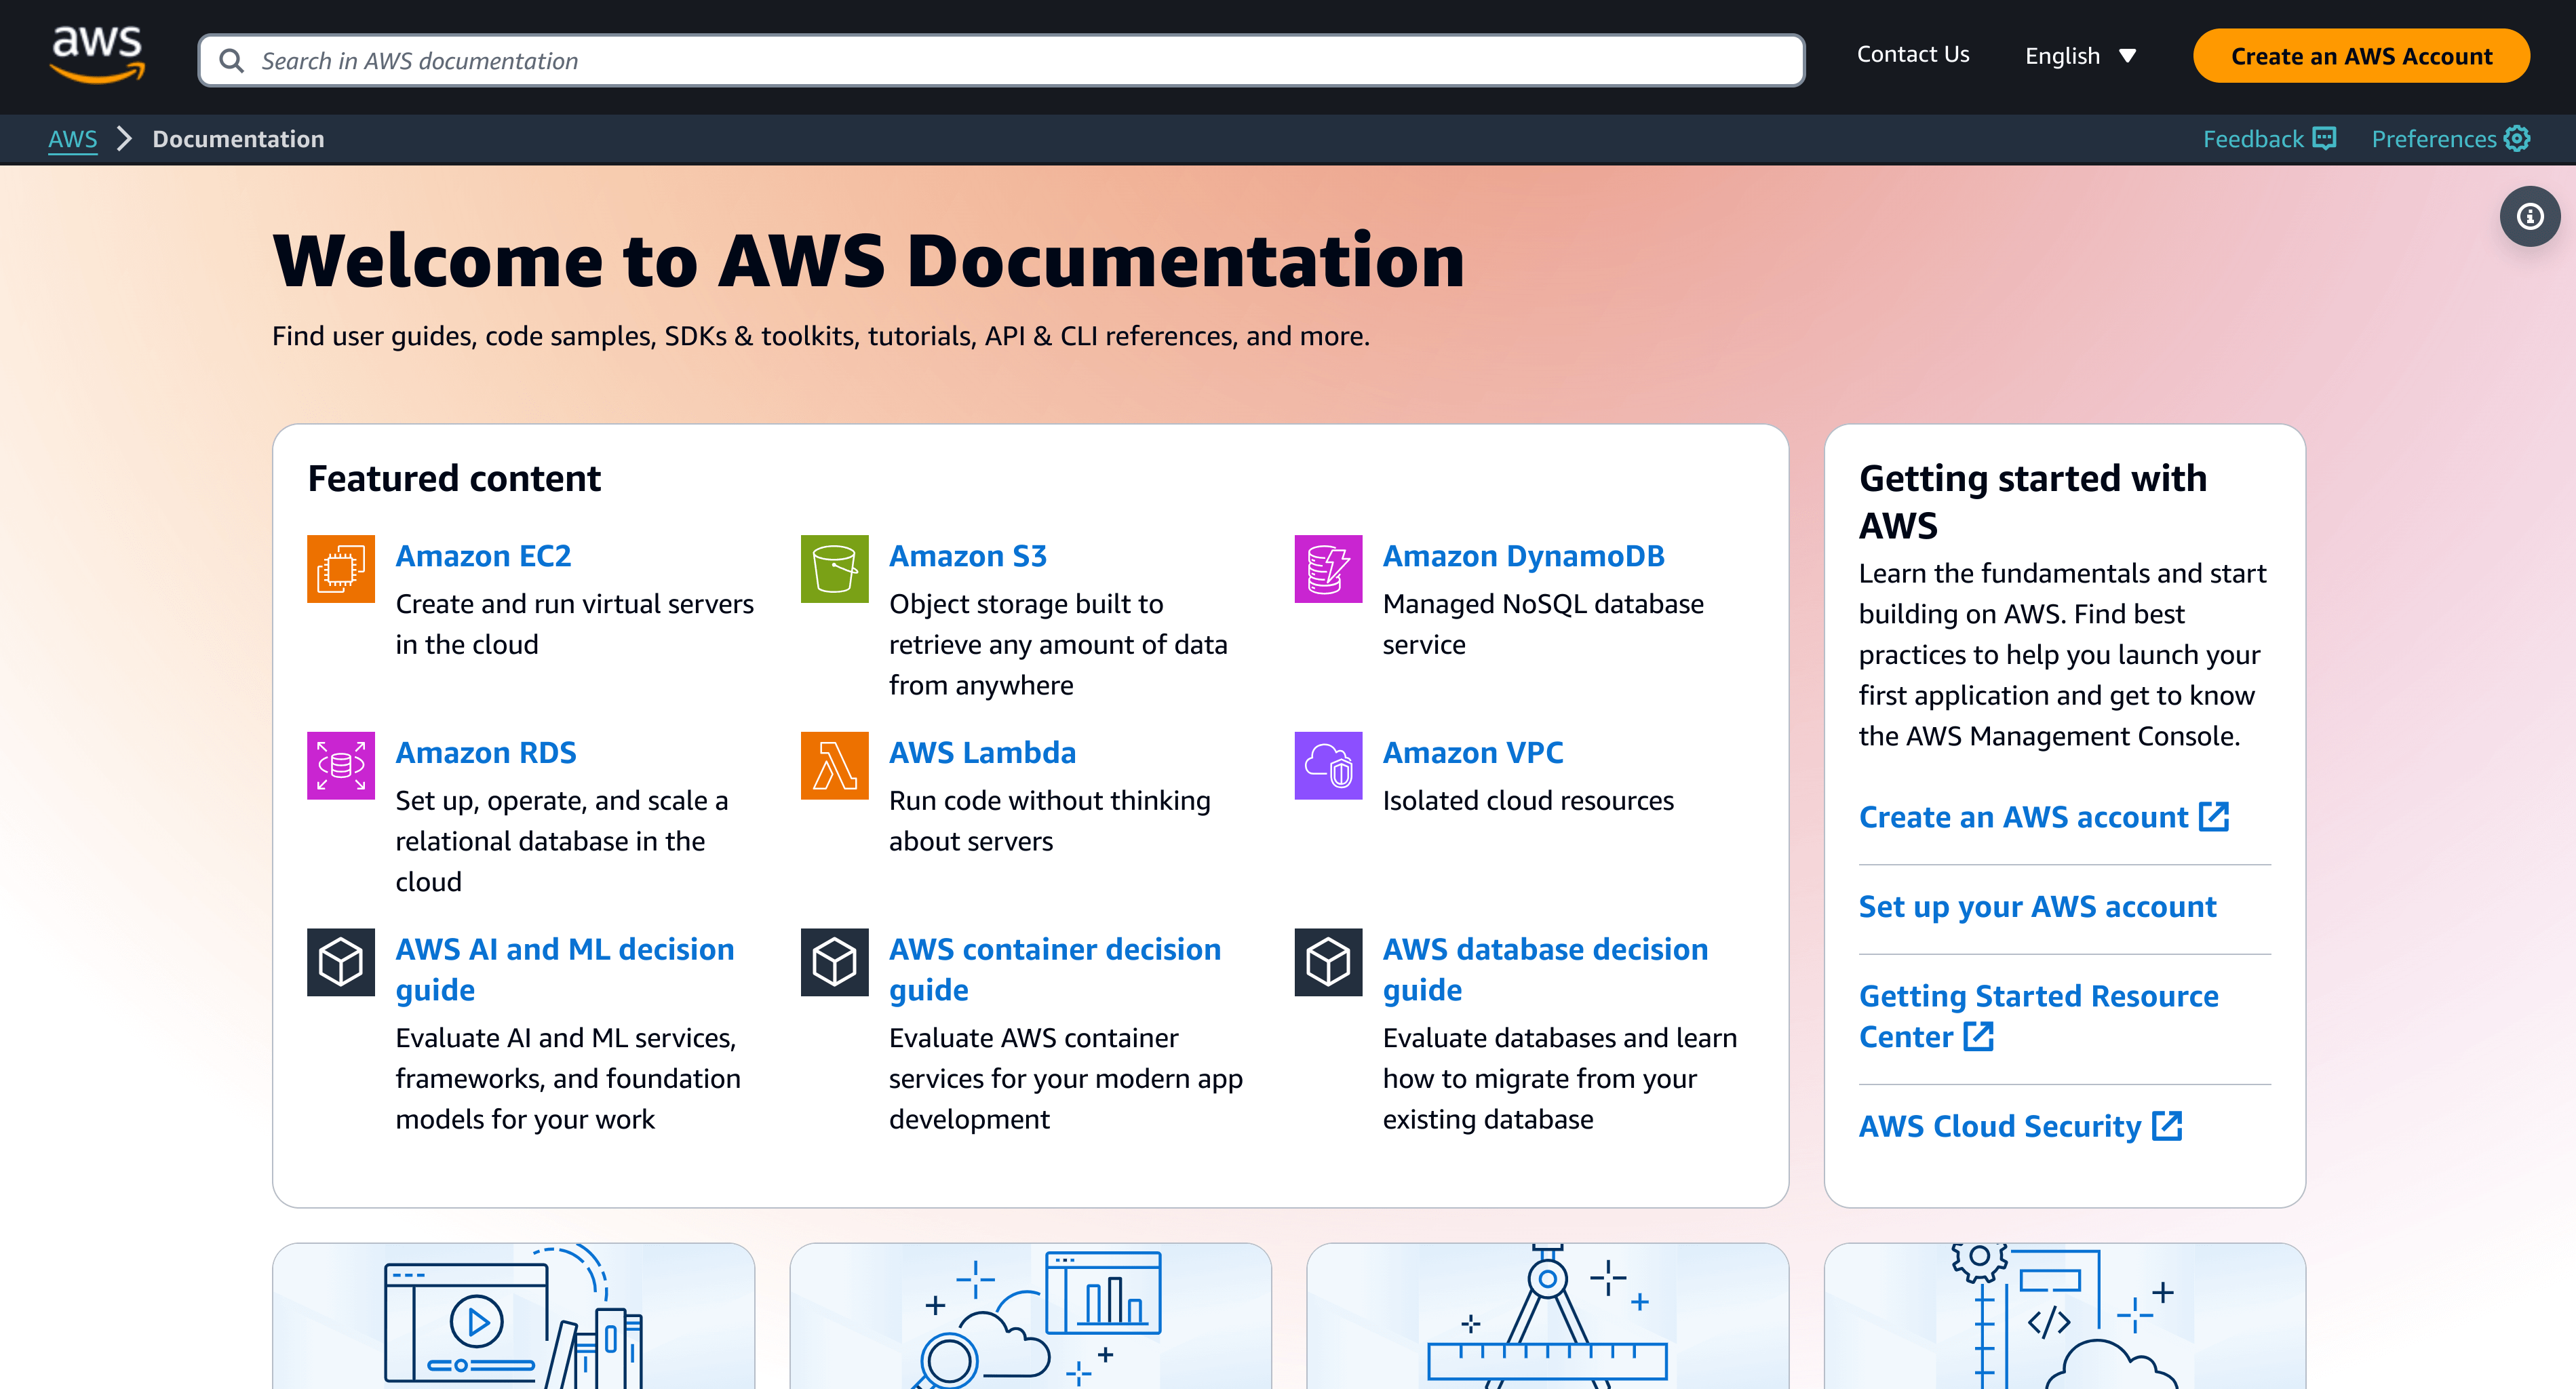 aws
Search in AWS documentation
Contact Us
English
Create an AWS Account
AWS
Documentation
Feedback
Preferences
Welcome to AWS Documentation
Find user guides, code samples, SDKs & toolkits, tutorials, API & CLI references, and more.
Featured content
Amazon EC2
Create and run virtual servers
in the cloud
Amazon S3
Object storage built to
retrieve any amount of data
from anywhere
Amazon DynamoDB
Managed NoSQL database
service
Amazon RDS
Set up, operate, and scale a
relational database in the
cloud
AWS Lambda
Run code without thinking
about servers
Amazon VPC
Isolated cloud resources
AWS AI and ML decision
guide
Evaluate AI and ML services,
frameworks, and foundation
models for your work
AWS container decision
guide
Evaluate AWS container
services for your modern app
development
AWS database decision
guide
Evaluate databases and learn
how to migrate from your
existing database
Getting started with
AWS
Learn the fundamentals and start
building on AWS. Find best
practices to help you launch your
first application and get to know
the AWS Management Console.
Create an AWS account
Set up your AWS account
Getting Started Resource
Center
AWS Cloud Security